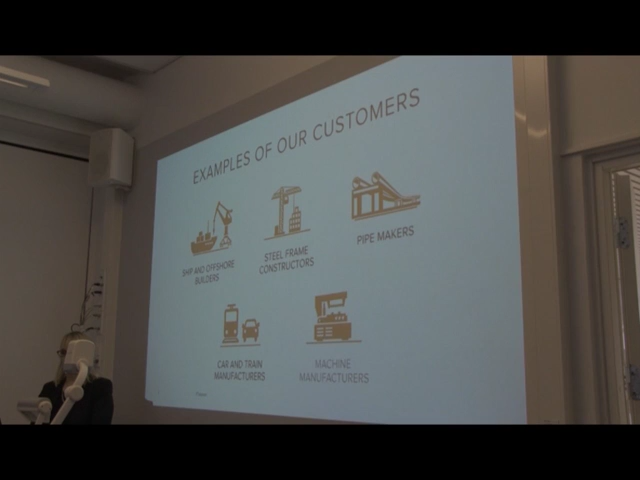 EXAMPLES OF OUR CUSTOMERS
SHIP AND OFFSHORE
BUILDERS
STEEL FRAME
CONSTRUCTORS
PIPE MAKERS
CAR AND TRAIN
MANUFACTURERS
MACHINE
MANUFACTURERS